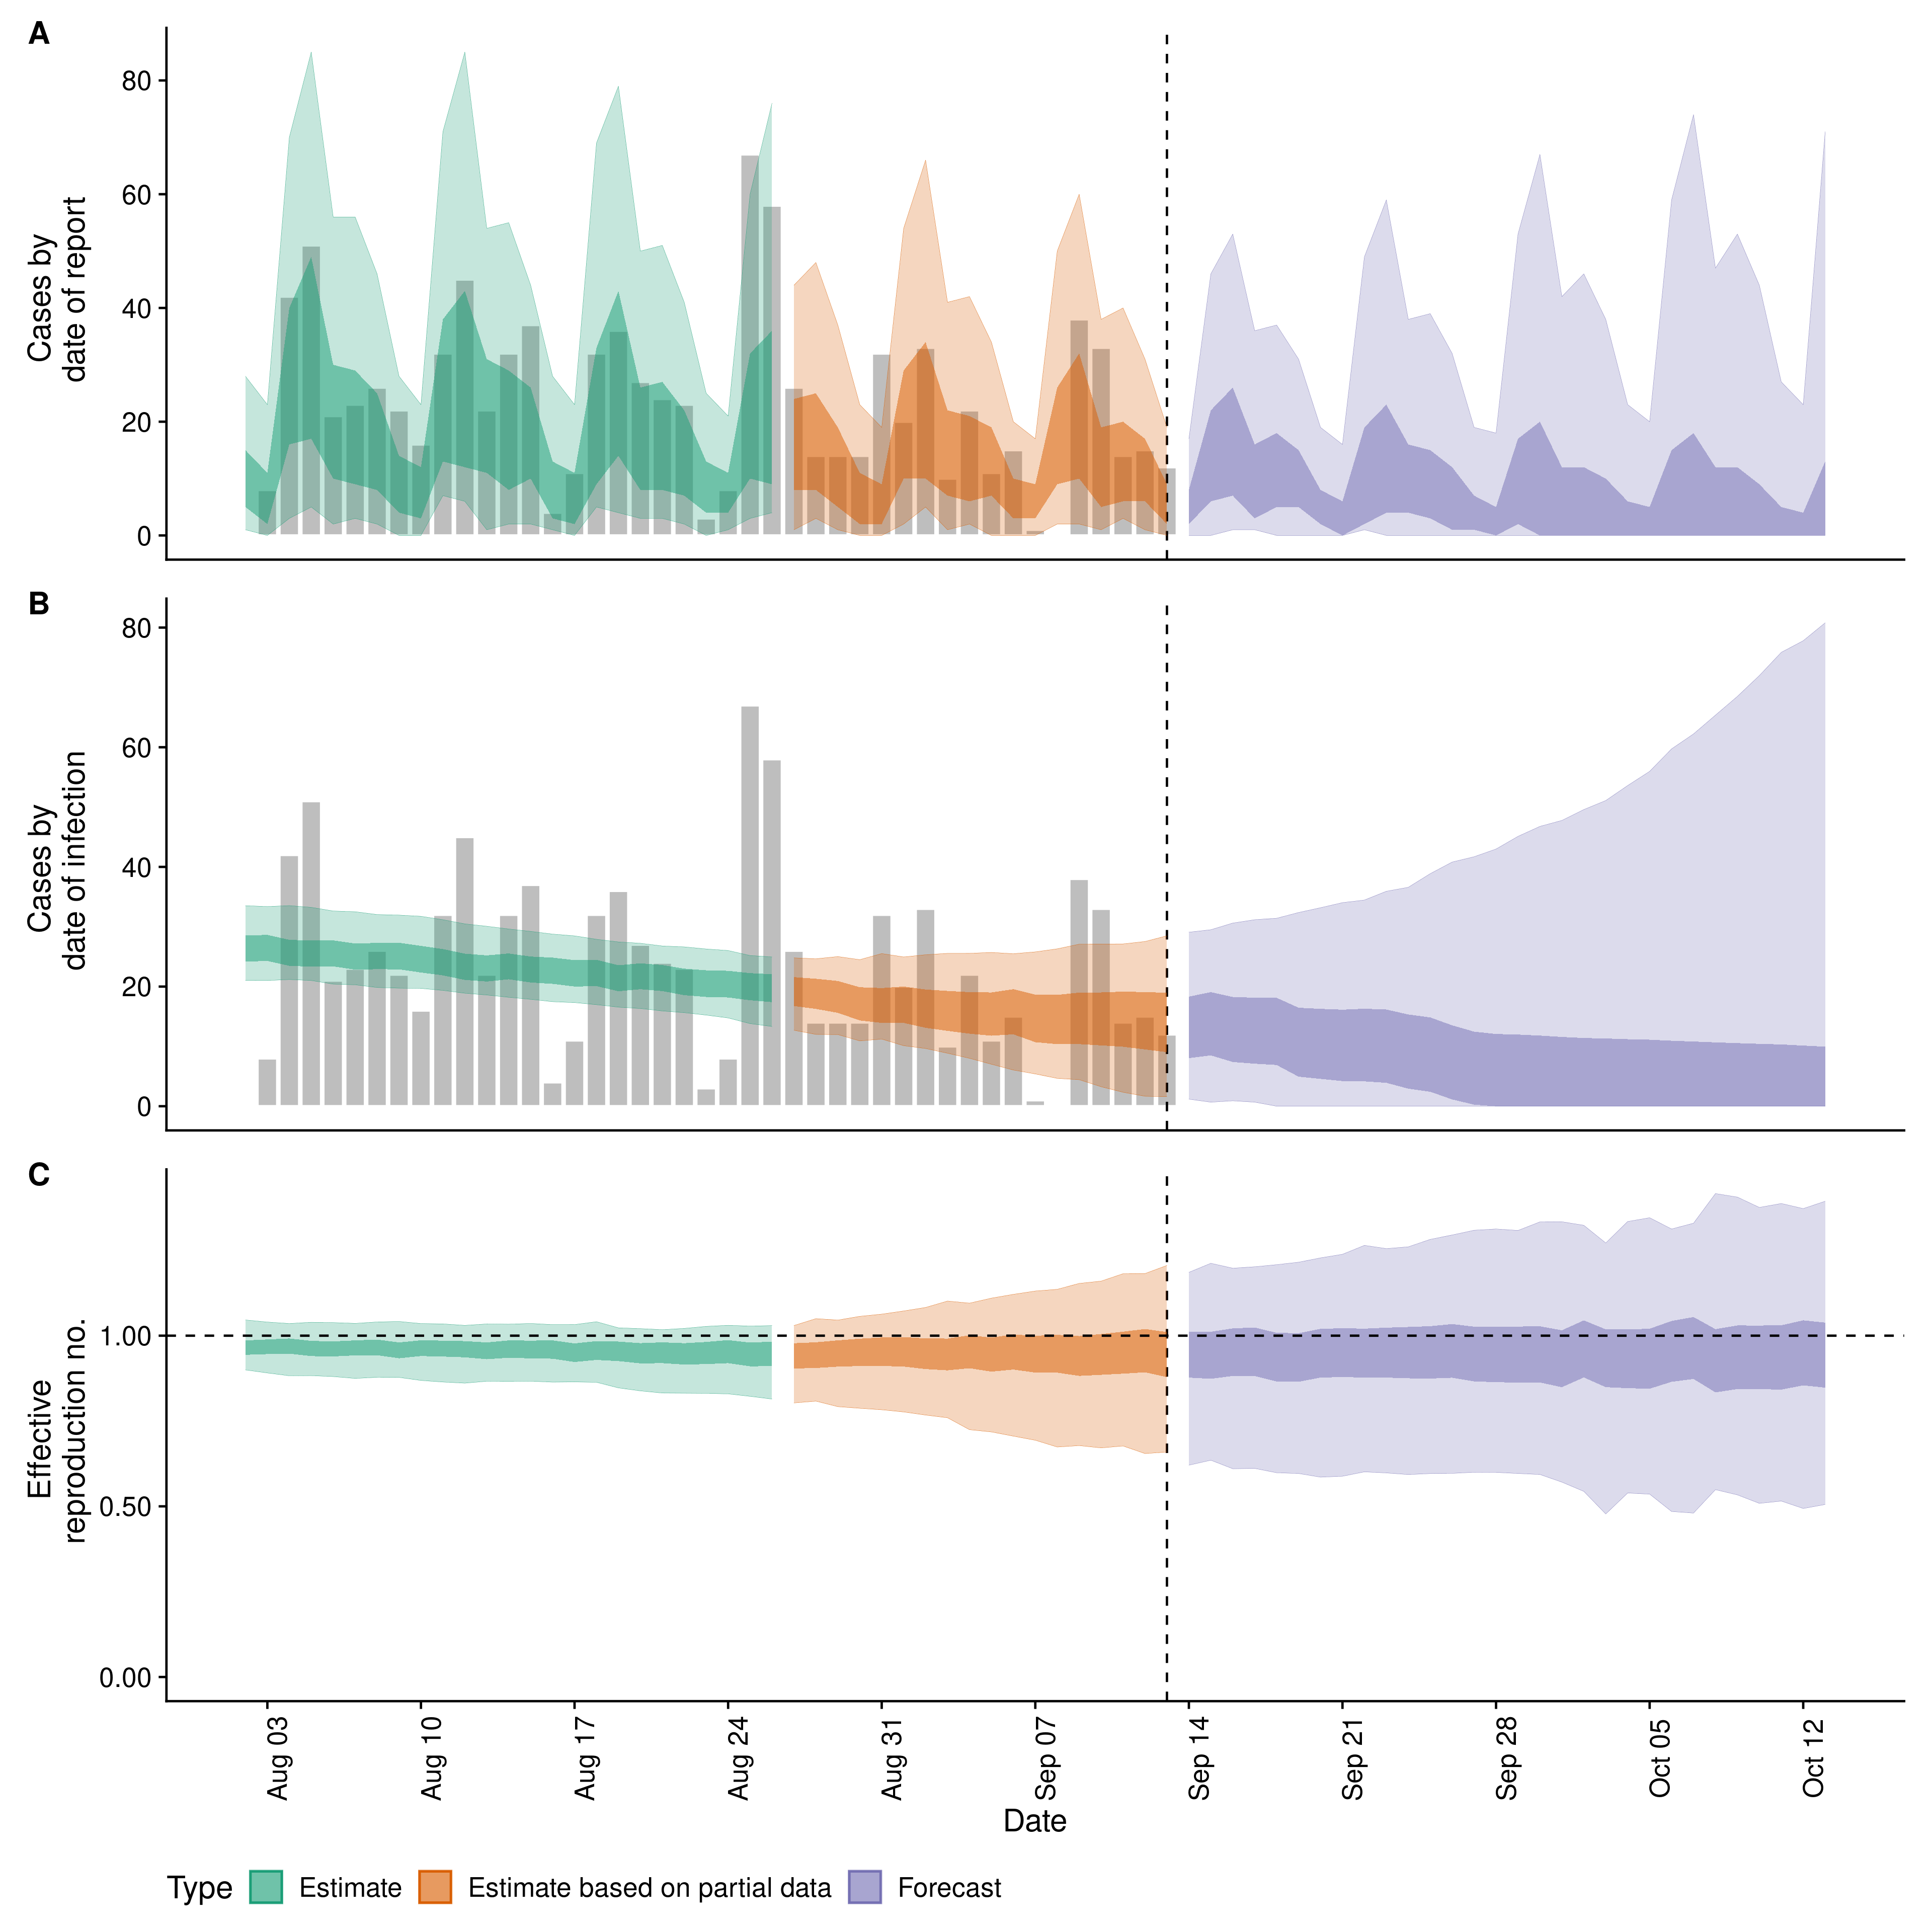 A
Cases by
date of report
80
60
40
20
0
B
Cases by
date of infection
80
60
40
20
0
C
Effective
reproduction no.
1.00
0.50
0.00
Aug 03
Aug 10
Aug 17
Aug 24
Aug 31
Sep 07
Sep 14
Sep 21
Sep 28
Oct 05
Oct 12
Date
Type Estimate Estimate based on partial data Forecast